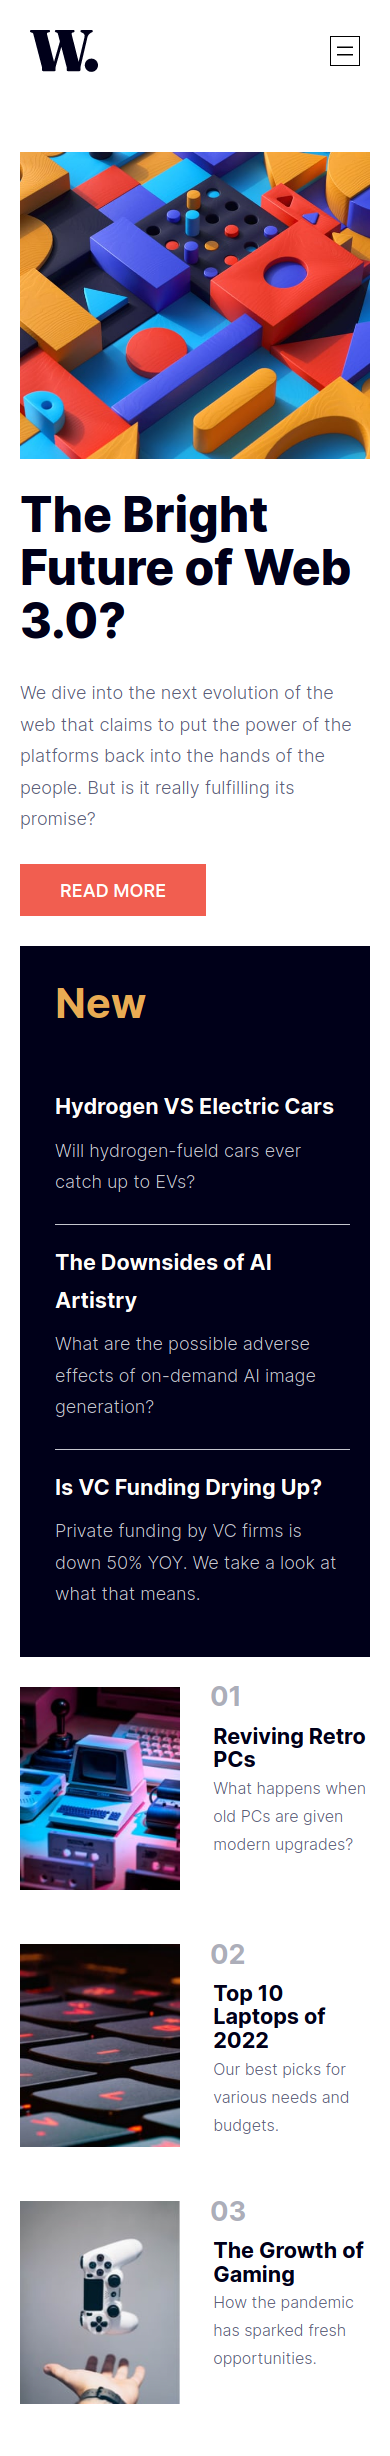 W.
The Bright
Future of Web
3.0?
We dive into the next evolution of the
web that claims to put the power of the
platforms back into the hands of the
people. But is it really fulfilling its
promise?
READ MORE
New
Hydrogen VS Electric Cars
Will hydrogen-fueld cars ever
catch up to EVs?
The Downsides of AI
Artistry
What are the possible adverse
effects of on-demand AI image
generation?
Is VC Funding Drying Up?
Private funding by VC firms is
down 50% YOY. We take a look at
what that means.
01
Reviving Retro
PCs
What happens when
old PCs are given
modern upgrades?
02
Top 10
Laptops of
2022
Our best picks for
various needs and
budgets.
03
The Growth of
Gaming
How the pandemic
has sparked fresh
opportunities.